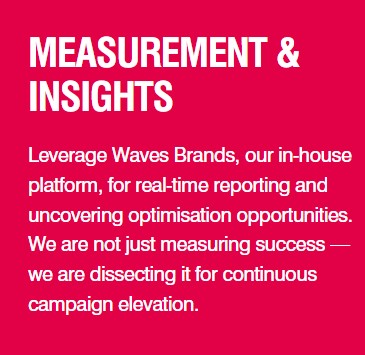 MEASUREMENT &
INSIGHTS
Leverage Waves Brands, our in-house
platform, for real-time reporting and
uncovering optimisation opportunities.
We are not just measuring success —
we are dissecting it for continuous
campaign elevation.